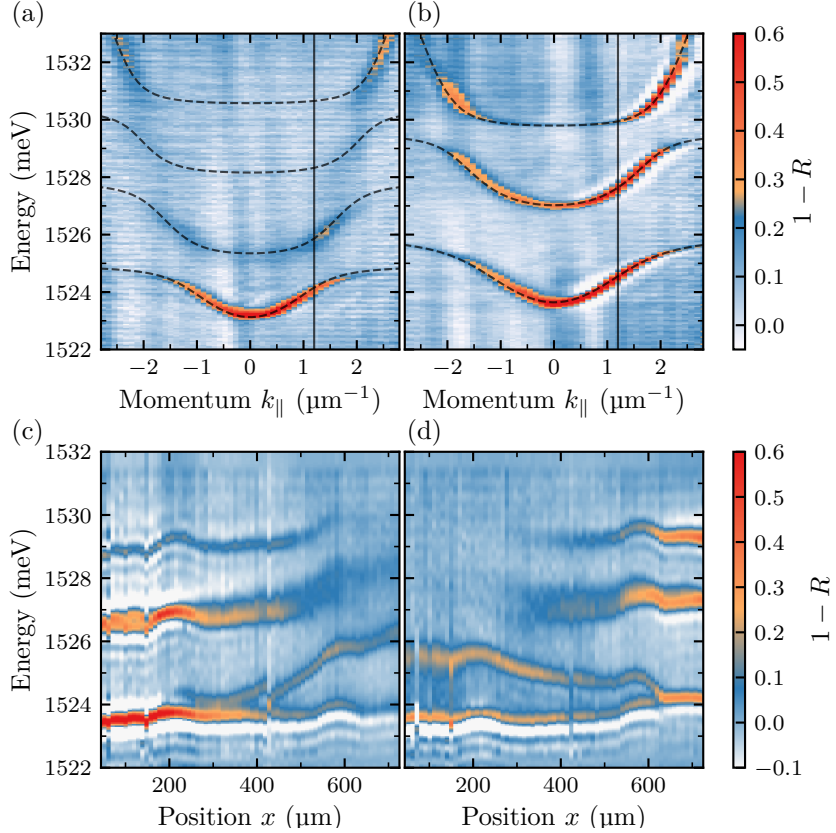 (a) (b)
1532
1530
1528
1526
1524
1522
Energy (meV)
−2 −1 0 1 2
−2 −1 0 1 2
Momentum k∥ (µm⁻¹)
Momentum k∥ (µm⁻¹)
0.6
0.5
0.4
0.3
0.2
0.1
0.0
1 − R
(c) (d)
1532
1530
1528
1526
1524
1522
Energy (meV)
200 400 600
200 400 600
Position x (µm)
Position x (µm)
0.6
0.5
0.4
0.3
0.2
0.1
0.0
−0.1
1 − R